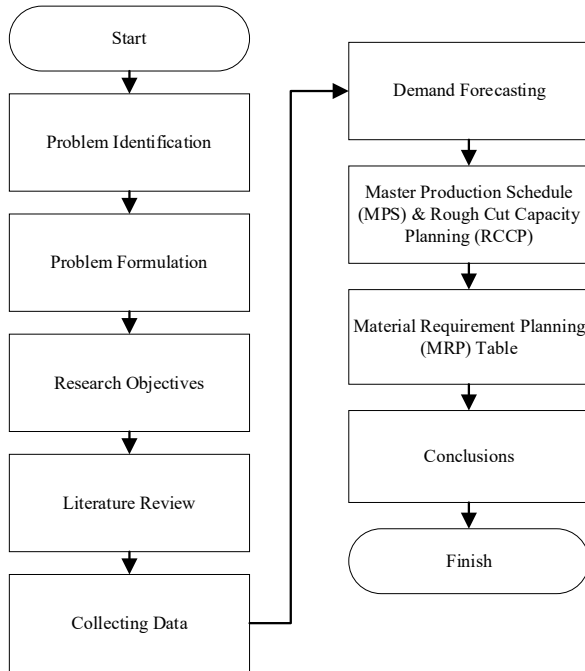 Start
Problem Identification
Problem Formulation
Research Objectives
Literature Review
Collecting Data
Demand Forecasting
Master Production Schedule
(MPS) & Rough Cut Capacity
Planning (RCCP)
Material Requirement Planning
(MRP) Table
Conclusions
Finish